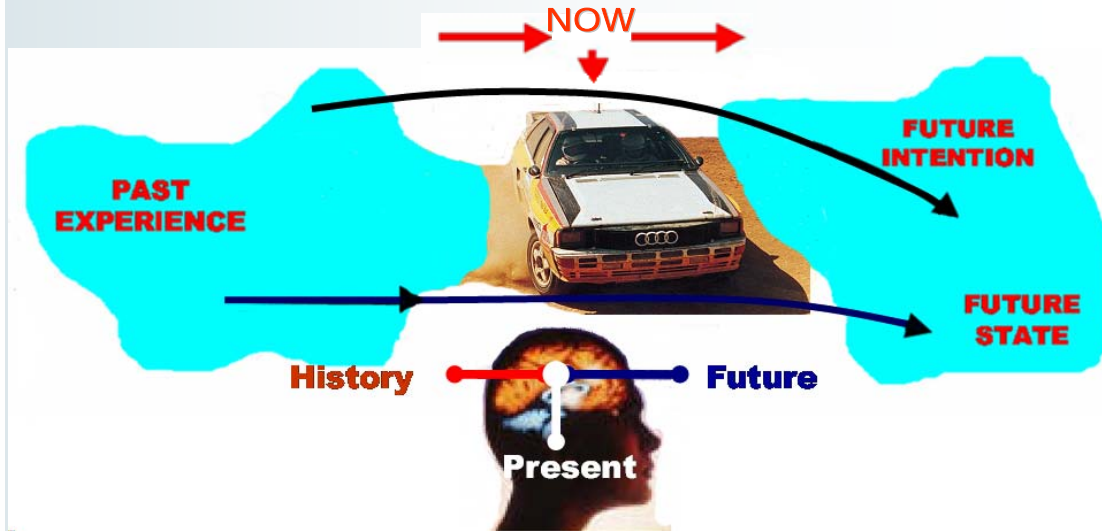 NOW
PAST
EXPERIENCE
FUTURE
INTENTION
FUTURE
STATE
History
Future
Present